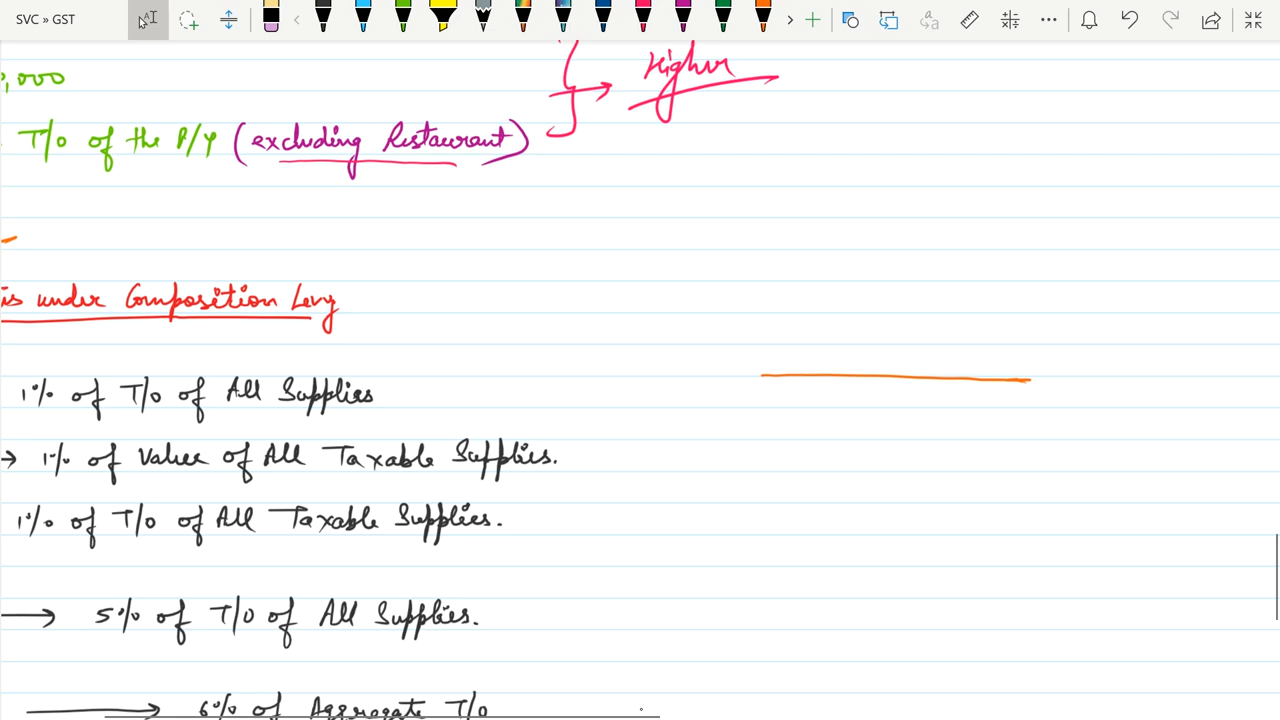 SVC » GST
,000
Higher
T/o of the P/Y (excluding Restaurant)
is under Composition Levy
1% of T/o of All Supplies
→ 1% of Value of All Taxable Supplies.
1% of T/o of All Taxable Supplies.
→ 5% of T/o of All Supplies.
→ 6% of Aggregate T/o